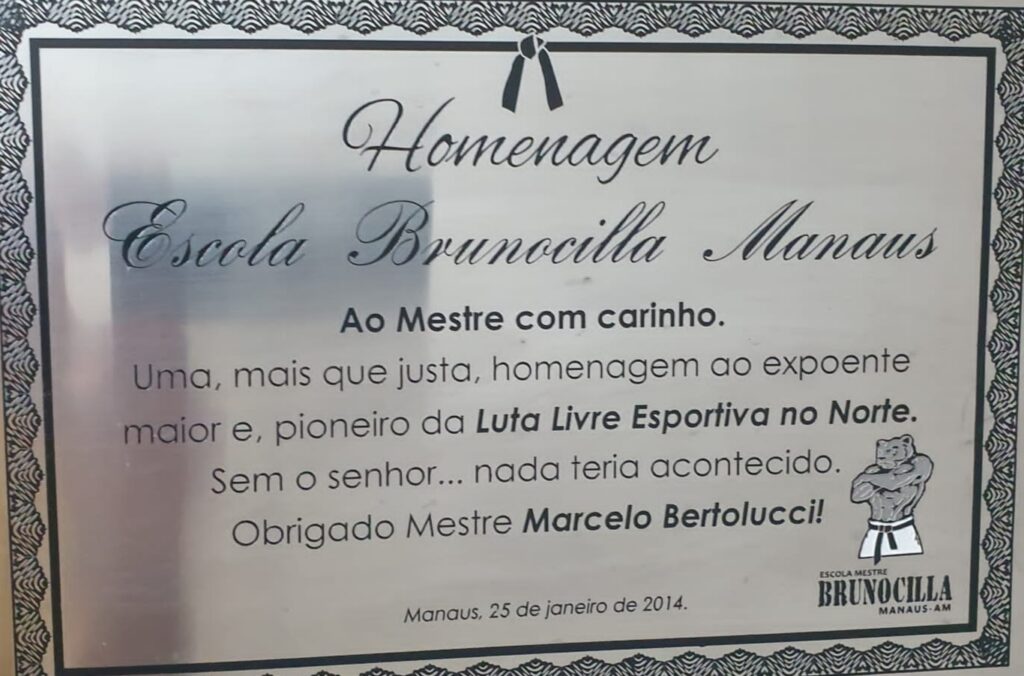 Homenagem
Escola Brunocilla Manaus
Ao Mestre com carinho.
Uma, mais que justa, homenagem ao expoente
maior e, pioneiro da Luta Livre Esportiva no Norte.
Sem o senhor... nada teria acontecido.
Obrigado Mestre Marcelo Bertolucci!
ESCOLA MESTRE
BRUNOCILLA
MANAUS-AM
Manaus, 25 de janeiro de 2014.